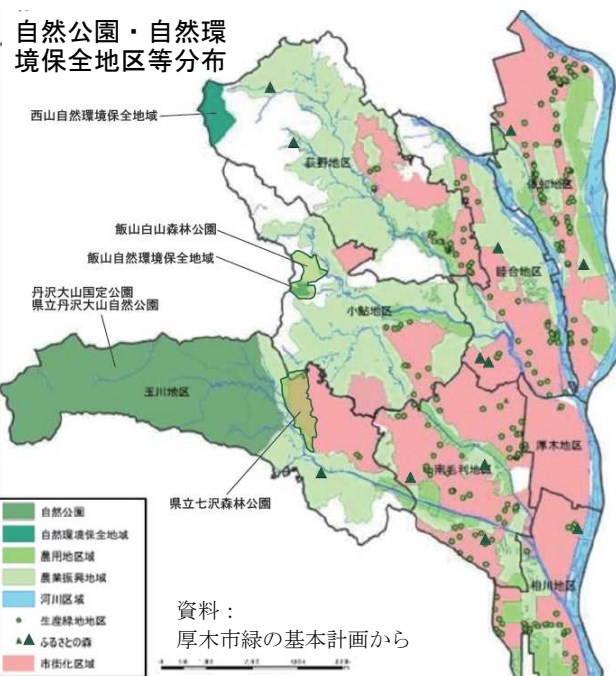 自然公園・自然環
境保全地区等分布
西山自然環境保全地域
荻野地区
依知地区
飯山白山森林公園
飯山自然環境保全地域
睦合地区
丹沢大山国定公園
県立丹沢大山自然公園
小鮎地区
玉川地区
厚木地区
南毛利地区
県立七沢森林公園
相川地区
自然公園
自然環境保全地域
農用地区域
農業振興地域
河川区域
生産緑地地区
ふるさとの森
市街化区域
資料：
厚木市緑の基本計画から